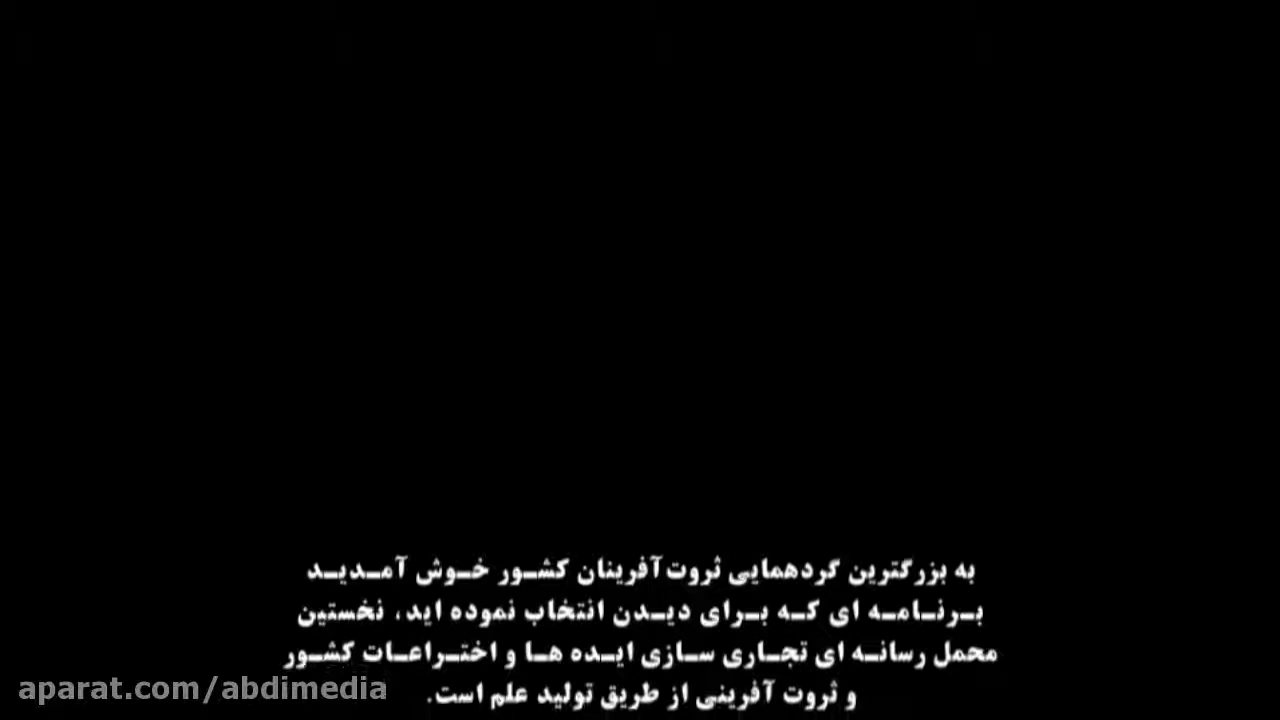 به بزرگترین گردهمایی ثروت‌آفرینان کشور خوش آمدید
برنامه ای که برای دیدن انتخاب نموده اید، نخستین
محمل رسانه ای تجاری سازی ایده ها و اختراعات کشور
و ثروت آفرینی از طریق تولید علم است.
aparat.com/abdimedia